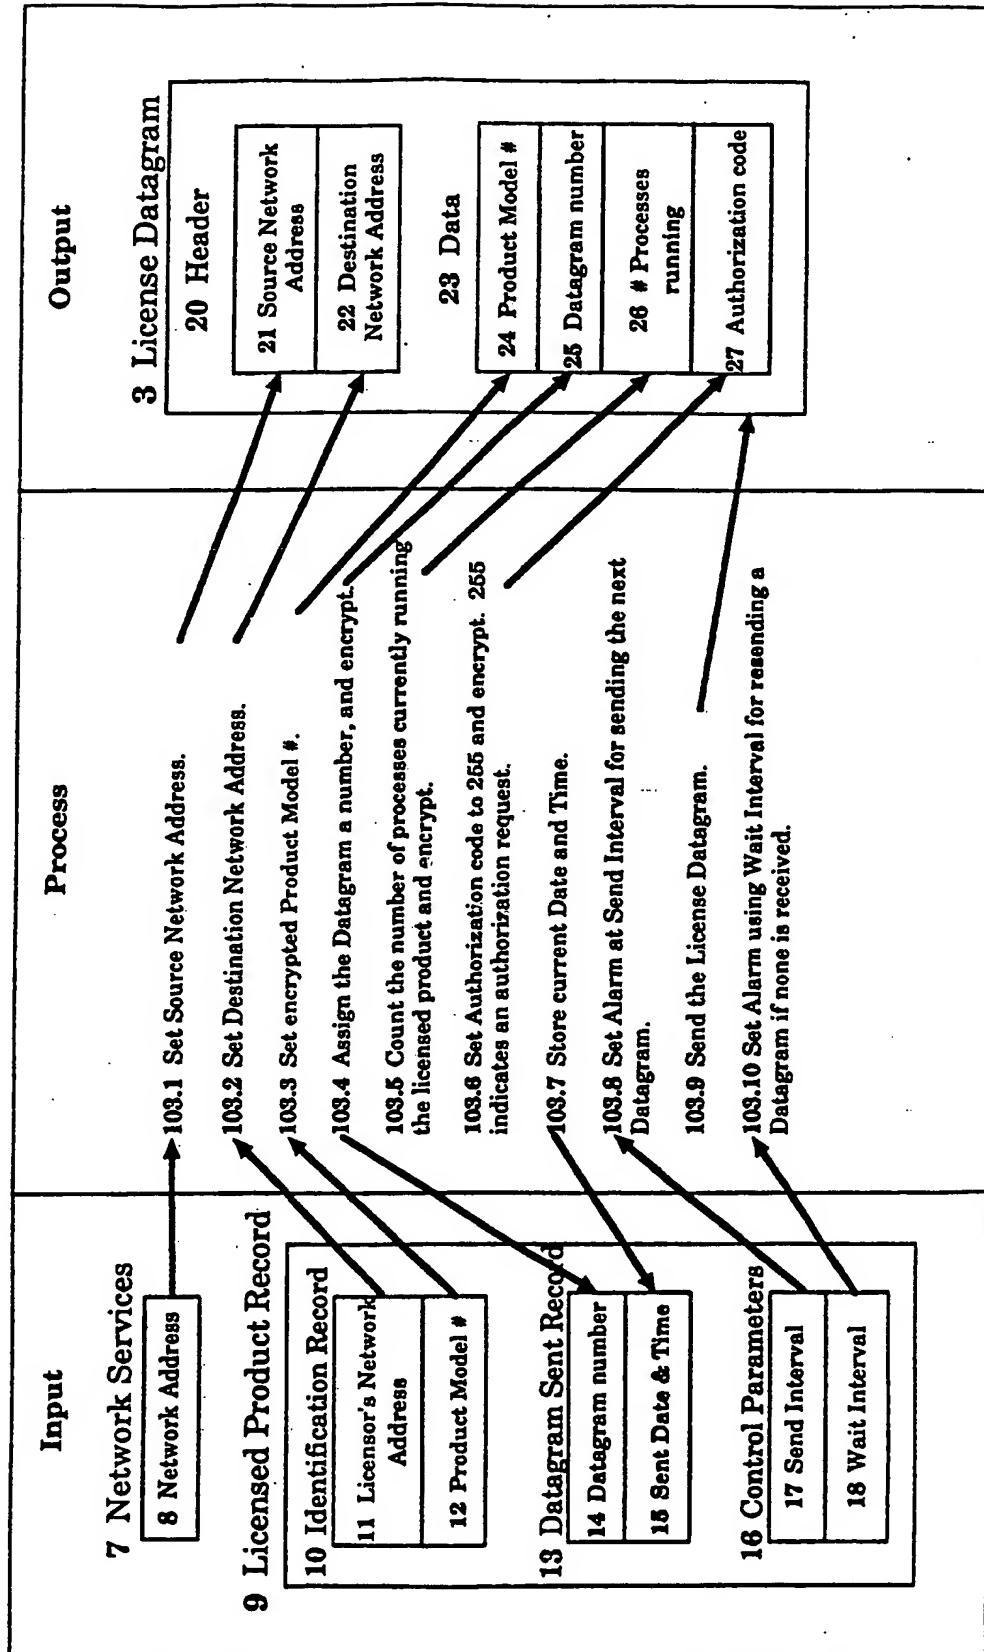 Input
7 Network Services
8 Network Address
9 Licensed Product Record
10 Identification Record
11 Licensor's Network
Address
12 Product Model #
13 Datagram Sent Record
14 Datagram number
15 Sent Date & Time
16 Control Parameters
17 Send Interval
18 Wait Interval
Process
103.1 Set Source Network Address.
103.2 Set Destination Network Address.
103.3 Set encrypted Product Model #.
103.4 Assign the Datagram a number, and encrypt.
103.5 Count the number of processes currently running
the licensed product and encrypt.
103.6 Set Authorization code to 255 and encrypt. 255
indicates an authorization request.
103.7 Store current Date and Time.
103.8 Set Alarm at Send Interval for sending the next
Datagram.
103.9 Send the License Datagram.
103.10 Set Alarm using Wait Interval for resending a
Datagram if none is received.
Output
3 License Datagram
20 Header
21 Source Network
Address
22 Destination
Network Address
23 Data
24 Product Model #
25 Datagram number
26 # Processes
running
27 Authorization code